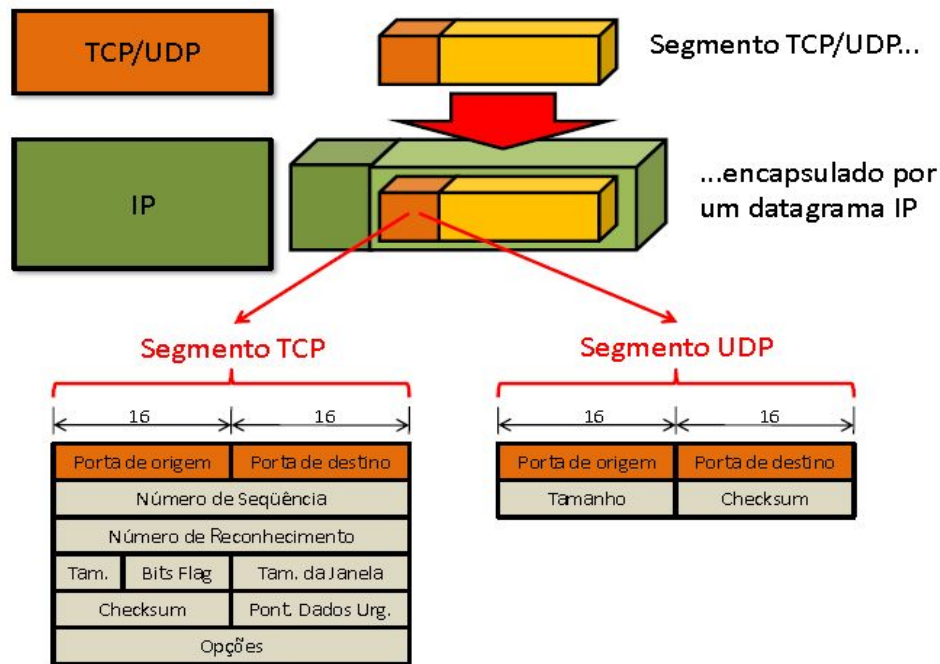 TCP/UDP
Segmento TCP/UDP...
IP
...encapsulado por
um datagrama IP
Segmento TCP
Segmento UDP
16 16
16 16
Porta de origem Porta de destino
Número de Seqüência
Número de Reconhecimento
Tam. Bits Flag Tam. da Janela
Checksum Pont. Dados Urg.
Opções
Porta de origem Porta de destino
Tamanho Checksum